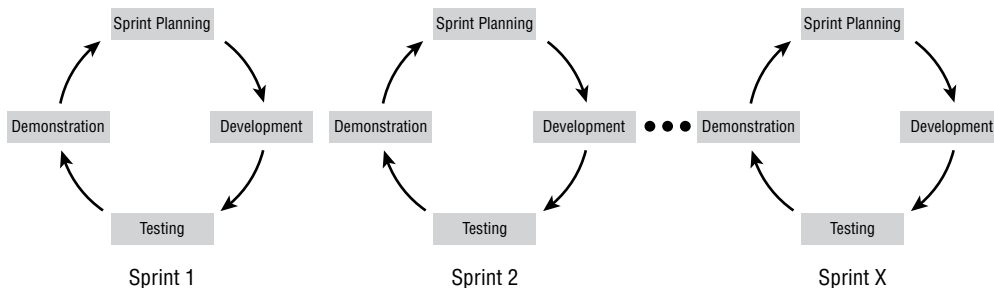 Sprint Planning
Demonstration
Development
Testing
Sprint 1
Sprint Planning
Demonstration
Development
Testing
Sprint 2
Sprint Planning
Demonstration
Development
Testing
Sprint X